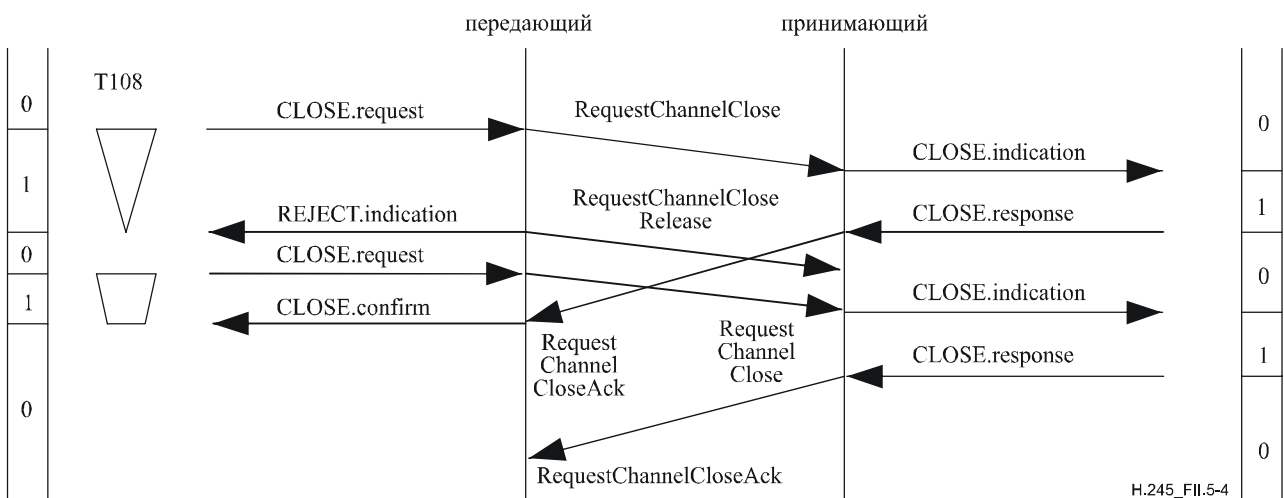 передающий
принимающий
T108
0
CLOSE.request
RequestChannelClose
0
CLOSE.indication
1
REJECT.indication
RequestChannelClose
Release
CLOSE.response
1
0
CLOSE.request
0
1
CLOSE.confirm
CLOSE.indication
Request
Channel
CloseAck
Request
Channel
Close
CLOSE.response
1
0
0
RequestChannelCloseAck
H.245_FII.5-4